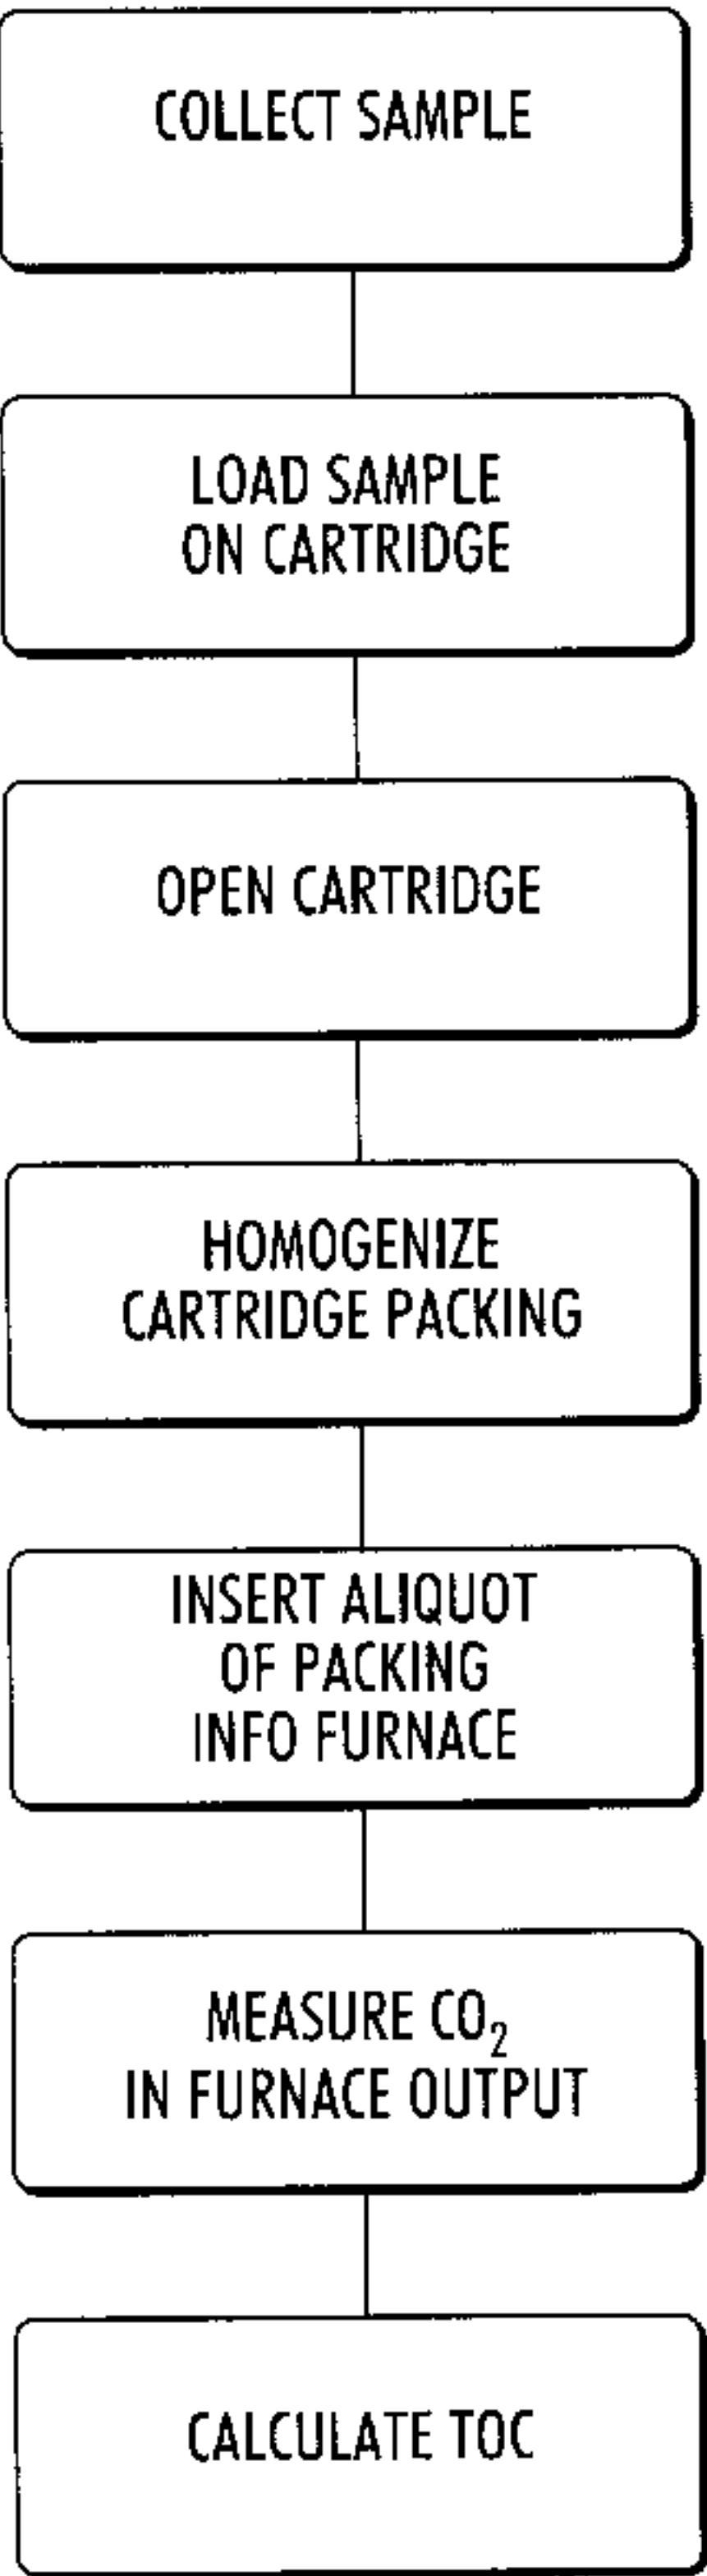 COLLECT SAMPLE
LOAD SAMPLE
ON CARTRIDGE
OPEN CARTRIDGE
HOMOGENIZE
CARTRIDGE PACKING
INSERT ALIQUOT
OF PACKING
INFO FURNACE
MEASURE CO₂
IN FURNACE OUTPUT
CALCULATE TOC